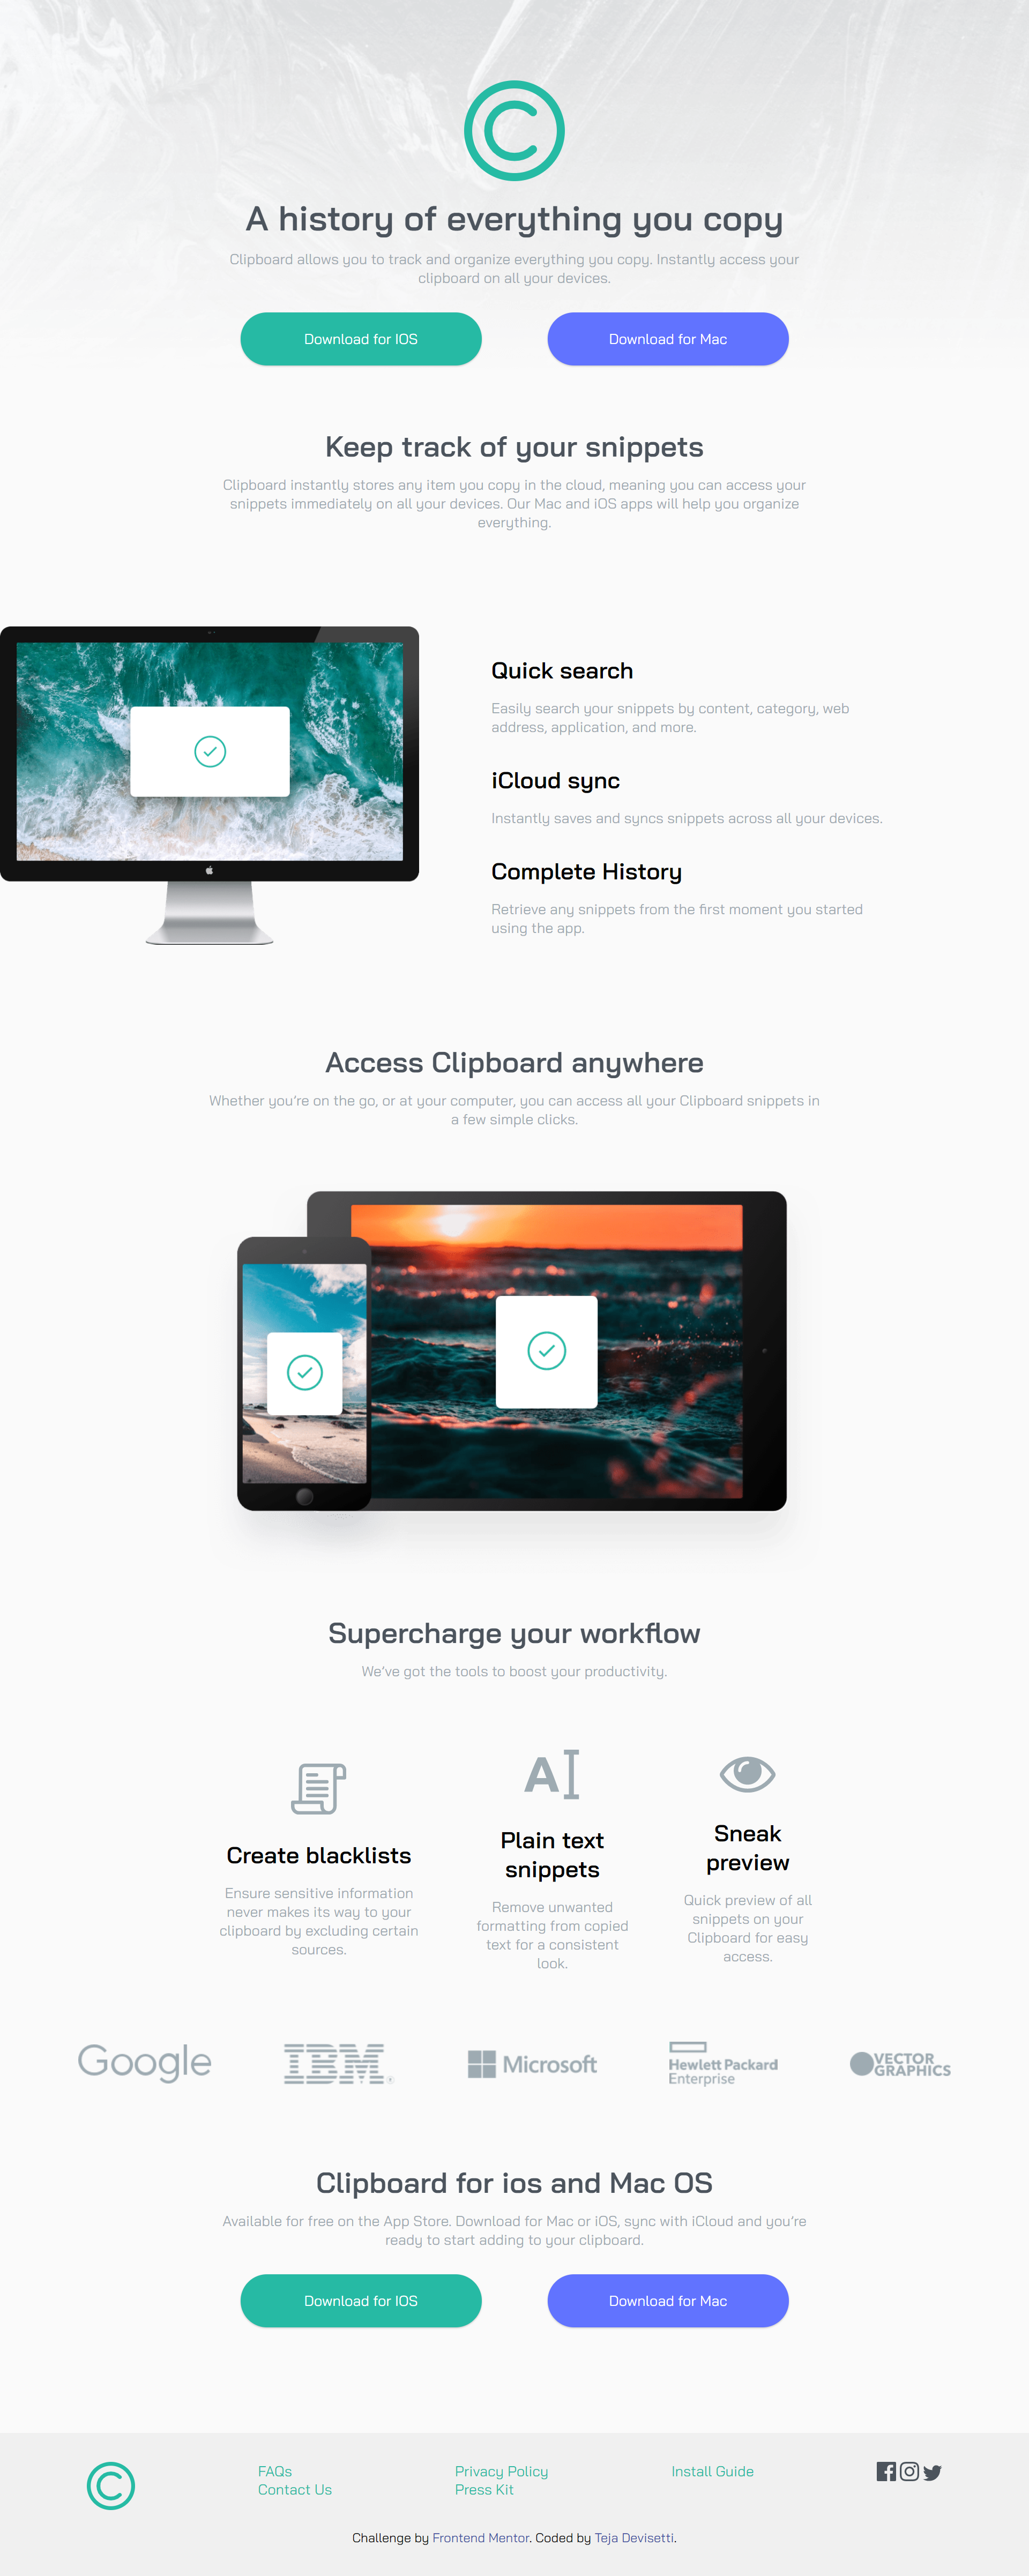 A history of everything you copy
Clipboard allows you to track and organize everything you copy. Instantly access your
clipboard on all your devices.
Download for IOS
Download for Mac
Keep track of your snippets
Clipboard instantly stores any item you copy in the cloud, meaning you can access your
snippets immediately on all your devices. Our Mac and iOS apps will help you organize
everything.
Quick search
Easily search your snippets by content, category, web
address, application, and more.
iCloud sync
Instantly saves and syncs snippets across all your devices.
Complete History
Retrieve any snippets from the first moment you started
using the app.
Access Clipboard anywhere
Whether you're on the go, or at your computer, you can access all your Clipboard snippets in
a few simple clicks.
Supercharge your workflow
We've got the tools to boost your productivity.
Create blacklists
Ensure sensitive information
never makes its way to your
clipboard by excluding certain
sources.
Plain text
snippets
Remove unwanted
formatting from copied
text for a consistent
look.
Sneak
preview
Quick preview of all
snippets on your
Clipboard for easy
access.
Google
IBM
Microsoft
Hewlett Packard
Enterprise
VECTOR
GRAPHICS
Clipboard for ios and Mac OS
Available for free on the App Store. Download for Mac or iOS, sync with iCloud and you're
ready to start adding to your clipboard.
Download for IOS
Download for Mac
FAQs
Contact Us
Privacy Policy
Press Kit
Install Guide
Challenge by Frontend Mentor. Coded by Teja Devisetti.